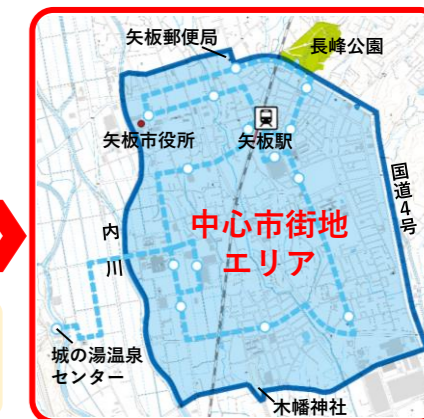 矢板郵便局
長峰公園
矢板市役所
矢板駅
国道4号
中心市街地
エリア
内川
城の湯温泉
センター
木幡神社